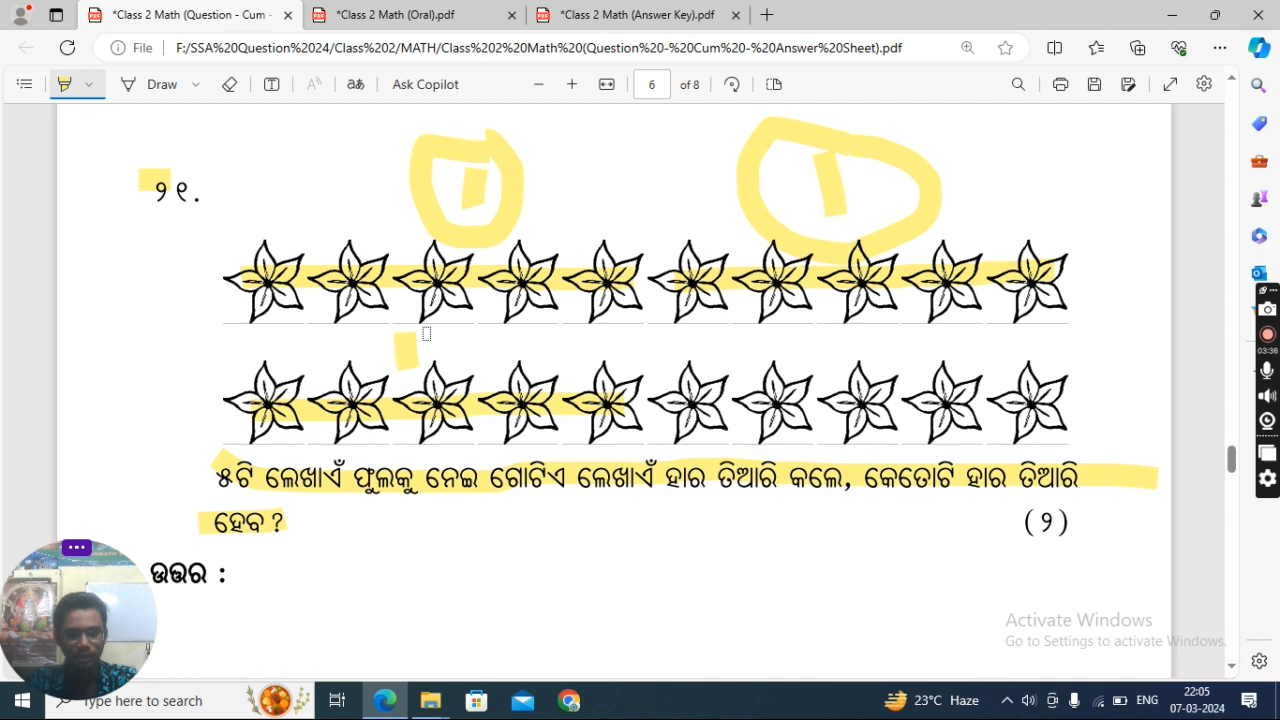 *Class 2 Math (Question - Cum -
*Class 2 Math (Oral).pdf
*Class 2 Math (Answer Key).pdf
File
F:/SSA%20Question%2024/Class%202/MATH/Class%202%20Math%20(Question%20-%20Cum%20-%20Answer%20Sheet).pdf
Draw
Ask Copilot
6 of 8
୨୧.
୫ଟି ଲେଖାଏଁ ଫୁଲକୁ ନେଇ ଗୋଟିଏ ଲେଖାଏଁ ହାର ତିଆରି କଲେ, କେତୋଟି ହାର ତିଆରି
ହେବ ? (୨)
ଉତ୍ତର :
03:36
Activate Windows
Go to Settings to activate Windows.
Type here to search
23°C Haze
ENG
22:05
07-03-2024